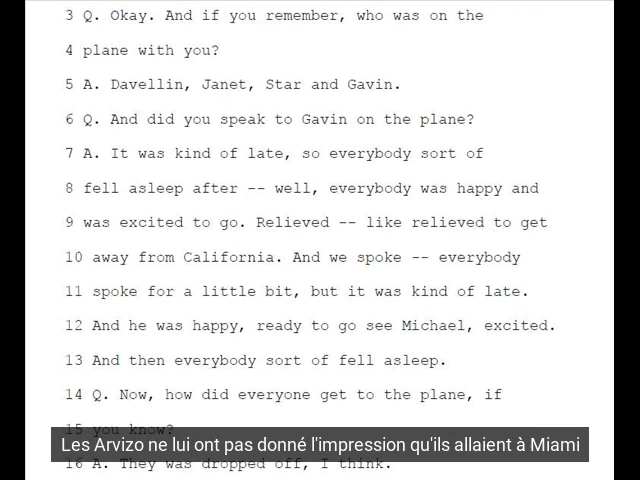 3 Q. Okay. And if you remember, who was on the
4 plane with you?
5 A. Davellin, Janet, Star and Gavin.
6 Q. And did you speak to Gavin on the plane?
7 A. It was kind of late, so everybody sort of
8 fell asleep after -- well, everybody was happy and
9 was excited to go. Relieved -- like relieved to get
10 away from California. And we spoke -- everybody
11 spoke for a little bit, but it was kind of late.
12 And he was happy, ready to go see Michael, excited.
13 And then everybody sort of fell asleep.
14 Q. Now, how did everyone get to the plane, if
15 you know?
Les Arvizo ne lui ont pas donné l'impression qu'ils allaient à Miami
16 A. They was dropped off, I think.